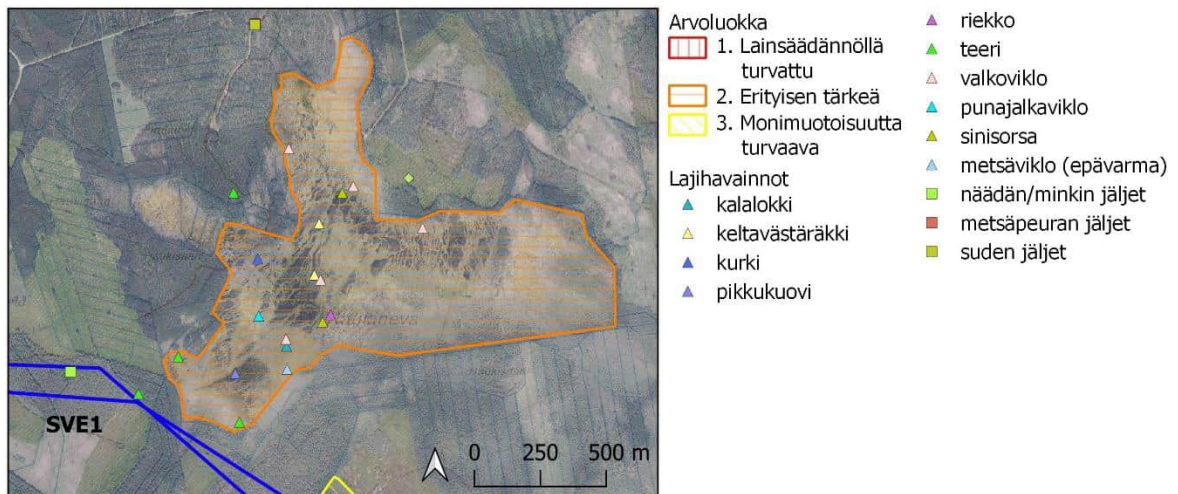 SVE1
0 250 500 m
Arvoluokka
1. Lainsäädännöllä
turvattu
2. Erityisen tärkeä
3. Monimuotoisuutta
turvaava
Lajihavainnot
kalalokki
keltavästäräkki
kurki
pikkukuovi
riekko
teeri
valkoviklo
punajalkaviklo
sinisorsa
metsäviklo (epävarma)
näädän/minkin jäljet
metsäpeuran jäljet
suden jäljet